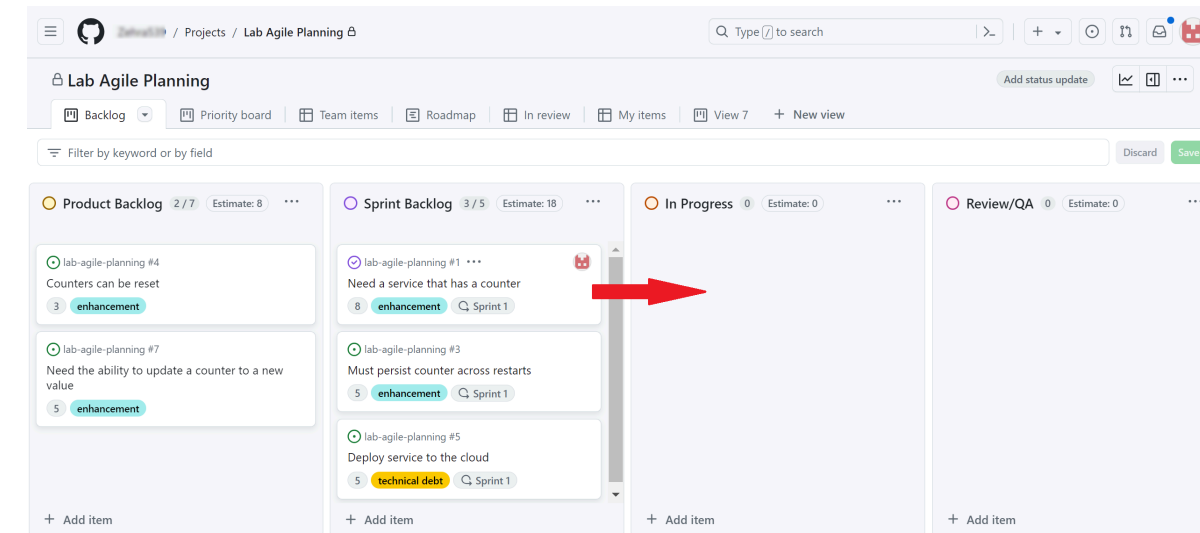 / Projects / Lab Agile Planning
Type / to search
Lab Agile Planning
Add status update
Backlog
Priority board
Team items
Roadmap
In review
My items
View 7
+ New view
Filter by keyword or by field
Discard
Save
Product Backlog 2 / 7 Estimate: 8 ...
lab-agile-planning #4
Counters can be reset
3 enhancement
lab-agile-planning #7
Need the ability to update a counter to a new
value
5 enhancement
+ Add item
Sprint Backlog 3 / 5 Estimate: 18 ...
lab-agile-planning #1 ...
Need a service that has a counter
8 enhancement Sprint 1
lab-agile-planning #3
Must persist counter across restarts
5 enhancement Sprint 1
lab-agile-planning #5
Deploy service to the cloud
5 technical debt Sprint 1
+ Add item
In Progress 0 Estimate: 0 ...
+ Add item
Review/QA 0 Estimate: 0 ...
+ Add item